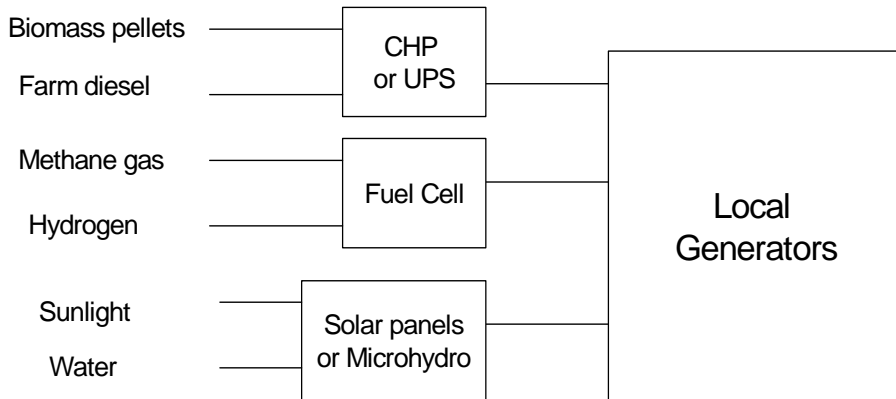 Biomass pellets
Farm diesel
CHP
or UPS
Methane gas
Hydrogen
Fuel Cell
Sunlight
Water
Solar panels
or Microhydro
Local
Generators